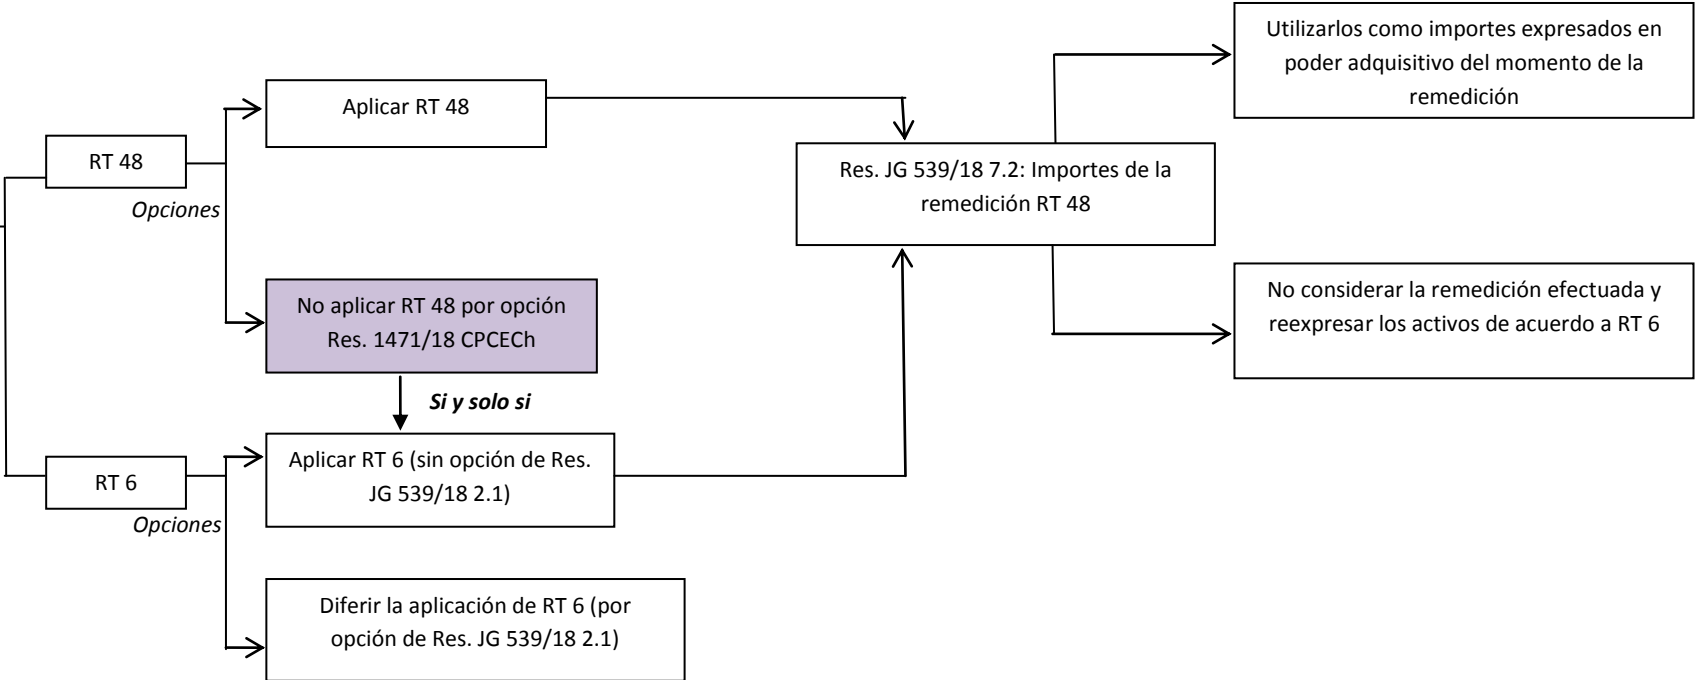 RT 48
Opciones
Aplicar RT 48
No aplicar RT 48 por opción
Res. 1471/18 CPCECh
Si y solo si
RT 6
Opciones
Aplicar RT 6 (sin opción de Res.
JG 539/18 2.1)
Diferir la aplicación de RT 6 (por
opción de Res. JG 539/18 2.1)
Res. JG 539/18 7.2: Importes de la
remedición RT 48
Utilizarlos como importes expresados en
poder adquisitivo del momento de la
remedición
No considerar la remedición efectuada y
reexpresar los activos de acuerdo a RT 6